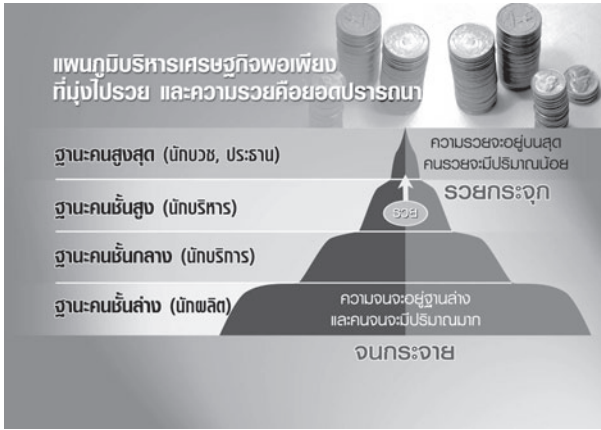 แผนภูมิบริหารเศรษฐกิจพอเพียง
ที่มุ่งไปรวย และความรวยคือยอดปรารถนา
ฐานะคนสูงสุด (นักบวช, ประธาน)
ความรวยจะอยู่บนสุด
คนรวยจะมีปริมาณน้อย
รวยกระจุก
ฐานะคนชั้นสูง (นักบริหาร)
รวย
ฐานะคนชั้นกลาง (นักบริการ)
ฐานะคนชั้นล่าง (นักผลิต)
ความจนจะอยู่ฐานล่าง
และคนจนจะมีปริมาณมาก
จนกระจาย